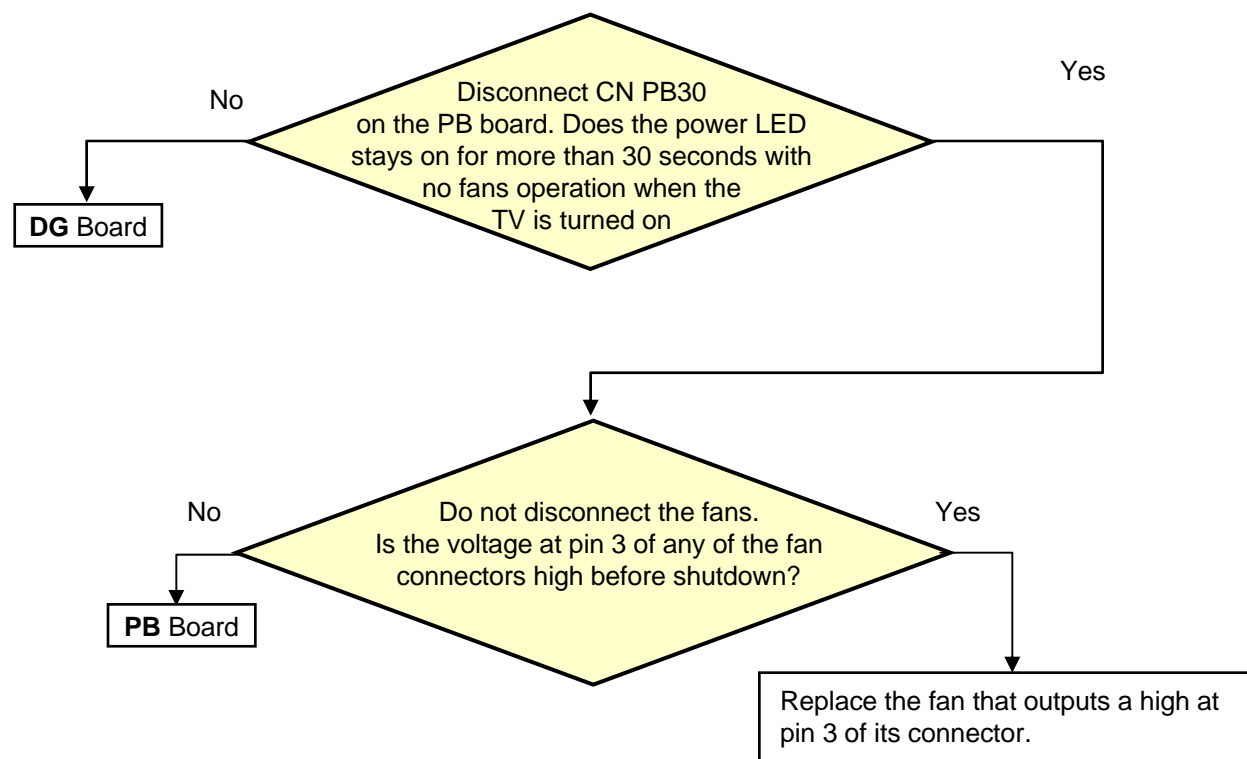 No
Yes
Disconnect CN PB30
on the PB board. Does the power LED
stays on for more than 30 seconds with
no fans operation when the
TV is turned on
DG Board
No
Yes
Do not disconnect the fans.
Is the voltage at pin 3 of any of the fan
connectors high before shutdown?
PB Board
Replace the fan that outputs a high at
pin 3 of its connector.